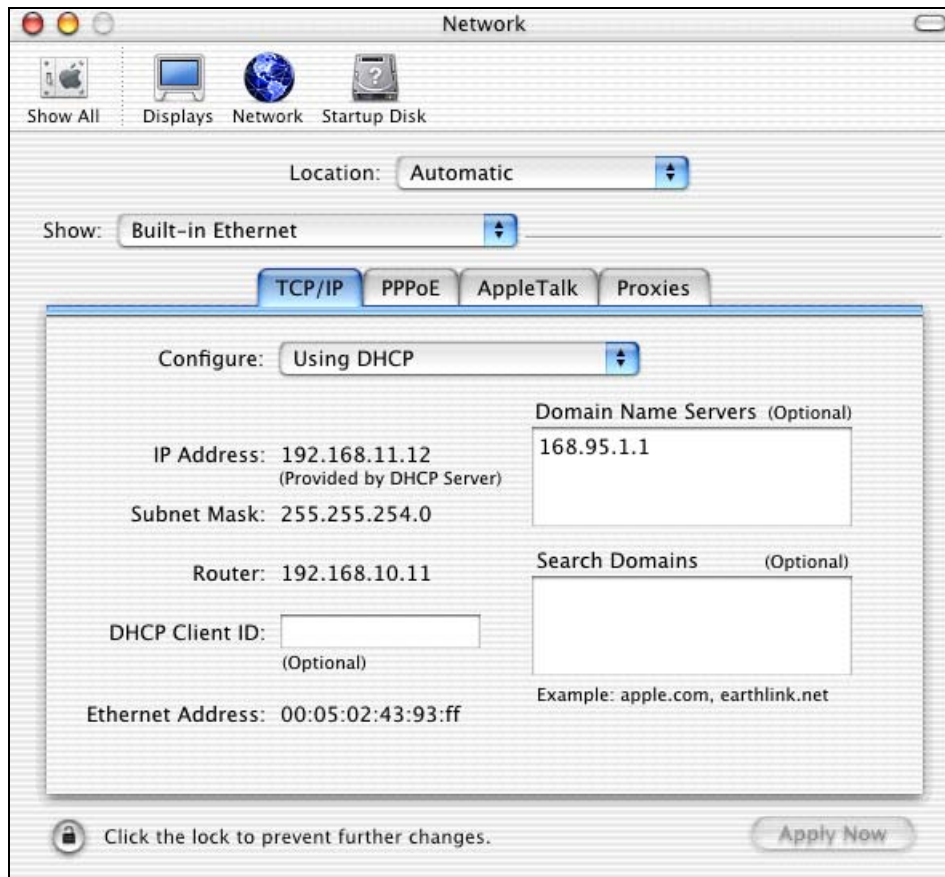 Network
Show All
Displays
Network
Startup Disk
Location: Automatic
Show: Built-in Ethernet
TCP/IP
PPPoE
AppleTalk
Proxies
Configure: Using DHCP
Domain Name Servers (Optional)
168.95.1.1
IP Address: 192.168.11.12
(Provided by DHCP Server)
Subnet Mask: 255.255.254.0
Router: 192.168.10.11
Search Domains (Optional)
DHCP Client ID:
(Optional)
Example: apple.com, earthlink.net
Ethernet Address: 00:05:02:43:93:ff
Click the lock to prevent further changes.
Apply Now